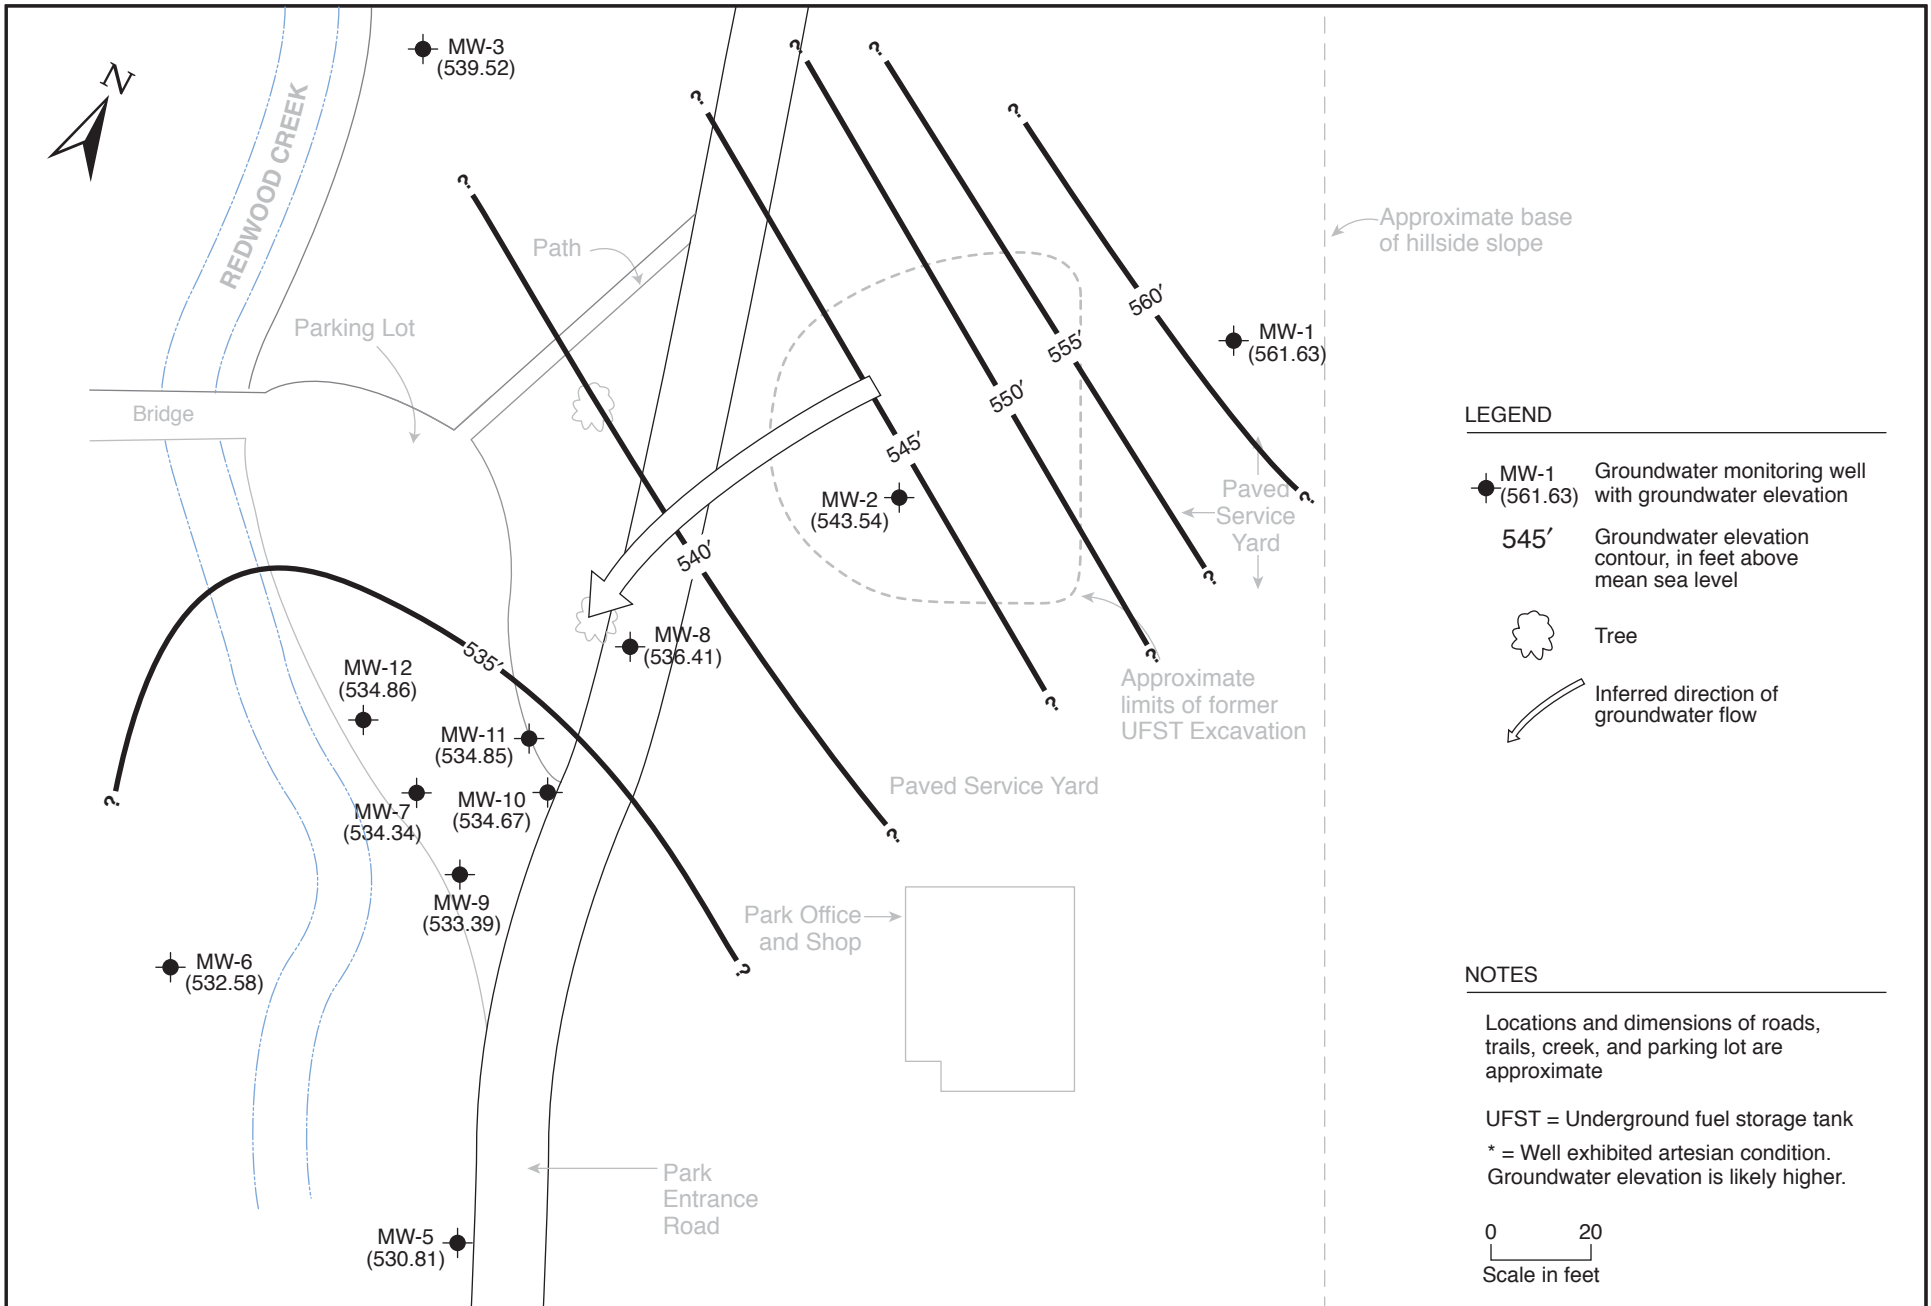 MW-3
(539.52)
N
REDWOOD CREEK
?
?
?
?
?
Path
Approximate base
of hillside slope
560′
Parking Lot
MW-1
(561.63)
555′
550′
Bridge
545′
LEGEND
MW-1
(561.63)
Groundwater monitoring well
with groundwater elevation
MW-2
(543.54)
Paved
Service
Yard
?
545′
Groundwater elevation
contour, in feet above
mean sea level
540′
?
Tree
MW-8
(536.41)
535′
?
MW-12
(534.86)
Approximate
limits of former
UFST Excavation
?
Inferred direction of
groundwater flow
MW-11
(534.85)
Paved Service Yard
?
MW-7
(534.34)
MW-10
(534.67)
?
MW-9
(533.39)
Park Office
and Shop
MW-6
(532.58)
?
NOTES
Locations and dimensions of roads,
trails, creek, and parking lot are
approximate
UFST = Underground fuel storage tank
* = Well exhibited artesian condition.
Groundwater elevation is likely higher.
Park
Entrance
Road
MW-5
(530.81)
0 20
Scale in feet